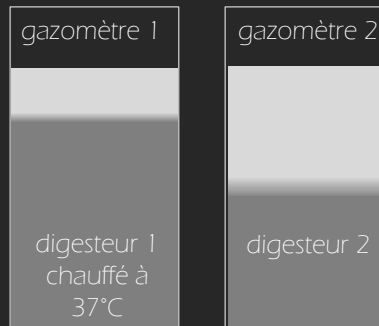 gazomètre 1
gazomètre 2
digesteur 1
chauffé à
37°C
digesteur 2